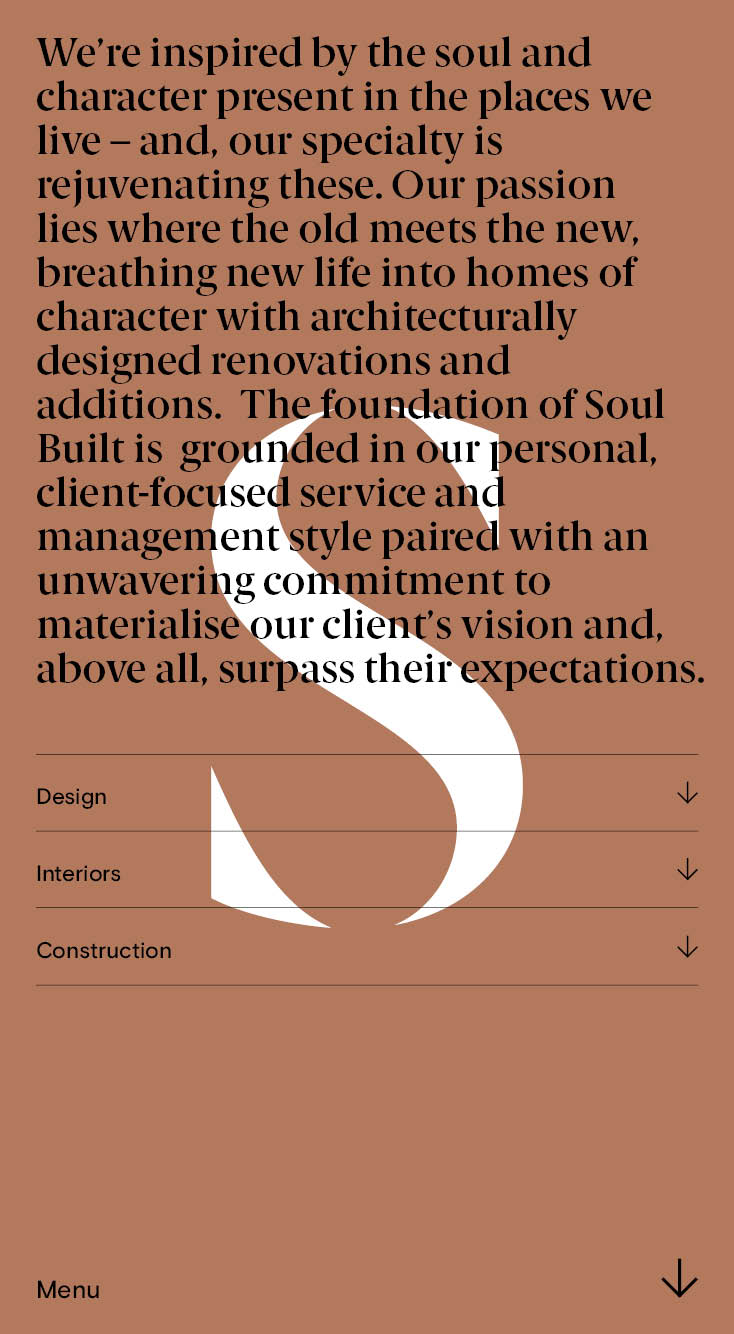 We’re inspired by the soul and
character present in the places we
live – and, our specialty is
rejuvenating these. Our passion
lies where the old meets the new,
breathing new life into homes of
character with architecturally
designed renovations and
additions.  The foundation of Soul
Built is  grounded in our personal,
client-focused service and
management style paired with an
unwavering commitment to
materialise our client’s vision and,
above all, surpass their expectations.
S
Design
Interiors
Construction
Menu